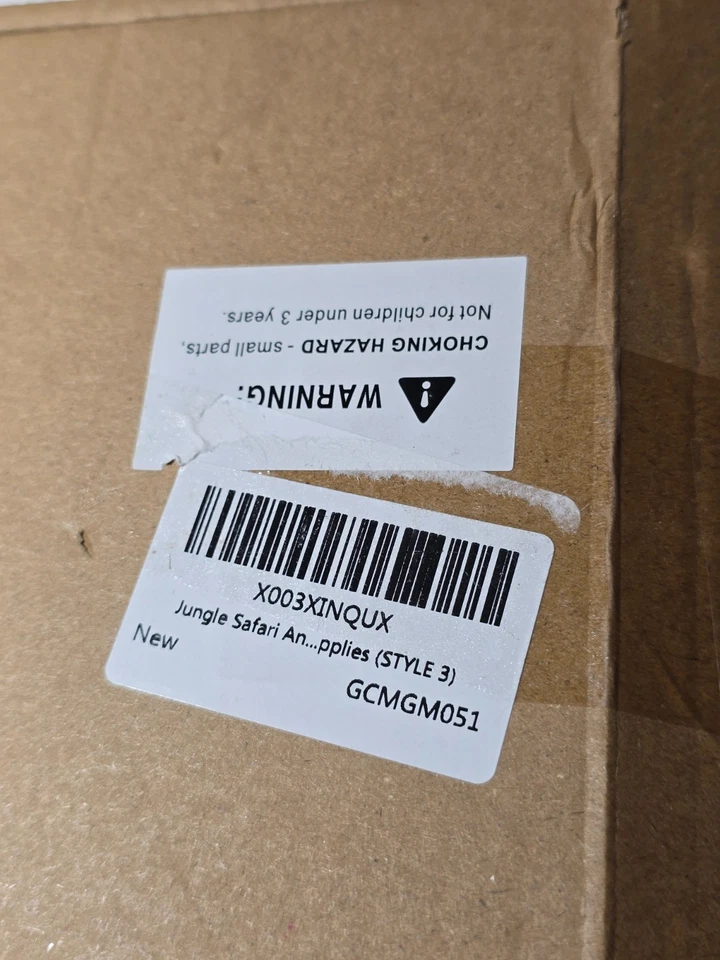 WARNING!
CHOKING HAZARD - small parts,
Not for children under 3 years.
X003XINQUX
Jungle Safari An...pplies (STYLE 3)
New
GCMGM051